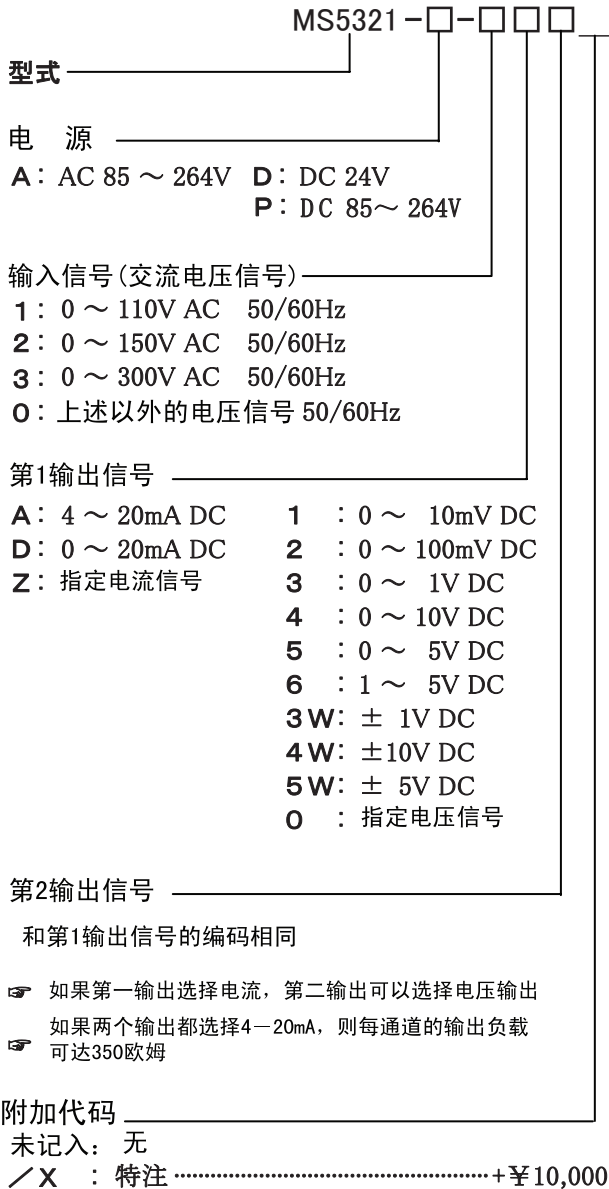 MS5321-□-□□□
型式
电 源
A: AC 85 ～ 264V D: DC 24V
P: DC 85～ 264V
输入信号(交流电压信号)
1: 0 ～ 110V AC 50/60Hz
2: 0 ～ 150V AC 50/60Hz
3: 0 ～ 300V AC 50/60Hz
0: 上述以外的电压信号 50/60Hz
第1输出信号
A: 4 ～ 20mA DC 1 : 0 ～ 10mV DC
D: 0 ～ 20mA DC 2 : 0 ～ 100mV DC
Z: 指定电流信号 3 : 0 ～ 1V DC
4 : 0 ～ 10V DC
5 : 0 ～ 5V DC
6 : 1 ～ 5V DC
3W: ± 1V DC
4W: ±10V DC
5W: ± 5V DC
0 : 指定电压信号
第2输出信号
和第1输出信号的编码相同
☞ 如果第一输出选择电流，第二输出可以选择电压输出
☞ 如果两个输出都选择4－20mA，则每通道的输出负载
可达350欧姆
附加代码
未记入: 无
／X : 特注 ………………………………………+￥10,000